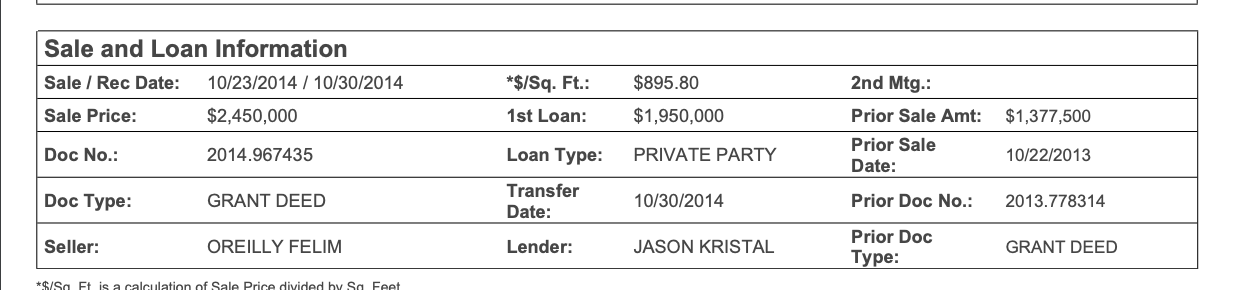 Sale and Loan Information
Sale / Rec Date: 10/23/2014 / 10/30/2014 *$/Sq. Ft.: $895.80 2nd Mtg.:
Sale Price: $2,450,000 1st Loan: $1,950,000 Prior Sale Amt: $1,377,500
Doc No.: 2014.967435 Loan Type: PRIVATE PARTY Prior Sale Date: 10/22/2013
Doc Type: GRANT DEED Transfer Date: 10/30/2014 Prior Doc No.: 2013.778314
Seller: OREILLY FELIM Lender: JASON KRISTAL Prior Doc Type: GRANT DEED
*$/Sq. Ft. is a calculation of Sale Price divided by Sq. Feet